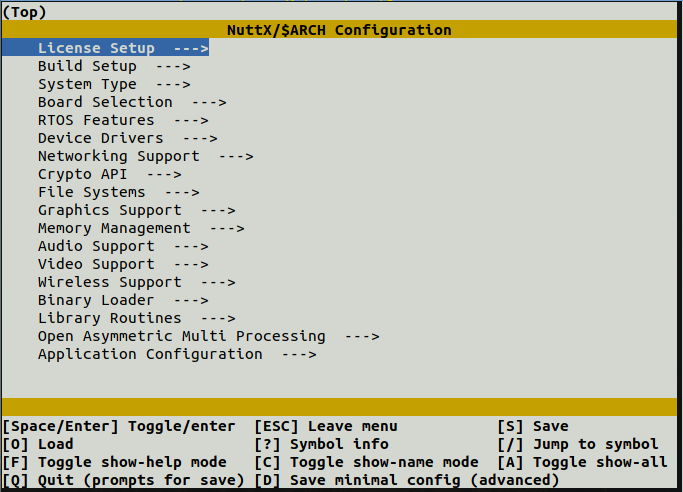 (Top)
NuttX/$ARCH Configuration
License Setup  --->
Build Setup  --->
System Type  --->
Board Selection  --->
RTOS Features  --->
Device Drivers  --->
Networking Support  --->
Crypto API  --->
File Systems  --->
Graphics Support  --->
Memory Management  --->
Audio Support  --->
Video Support  --->
Wireless Support  --->
Binary Loader  --->
Library Routines  --->
Open Asymmetric Multi Processing  --->
Application Configuration  --->
[Space/Enter] Toggle/enter  [ESC] Leave menu           [S] Save
[O] Load                    [?] Symbol info            [/] Jump to symbol
[F] Toggle show-help mode   [C] Toggle show-name mode  [A] Toggle show-all
[Q] Quit (prompts for save) [D] Save minimal config (advanced)